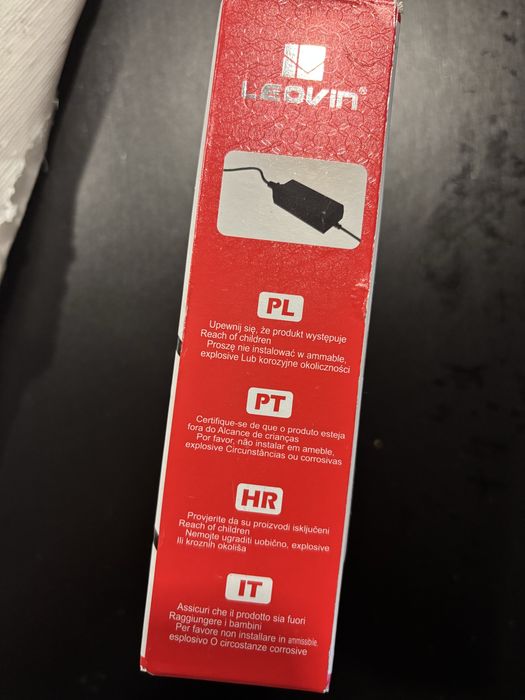 LEOVIN®
PL
Upewnij się, że produkt występuje
Reach of children
Proszę nie instalować w ammable,
explosive Lub korozyjne okoliczności
PT
Certifique-se de que o produto esteja
fora do Alcance de crianças
Por favor, não instalar em ameble,
explosive Circunstâncias ou corrosivas
HR
Provjerite da su proizvodi isključeni
Reach of children
Nemojte ugraditi uobično, explosive
Ili kroznih okoliša
IT
Assicuri che il prodotto sia fuori
Raggiungere i bambini
Per favore non installare in ammissible.
esplosivo O circostanze corrosive